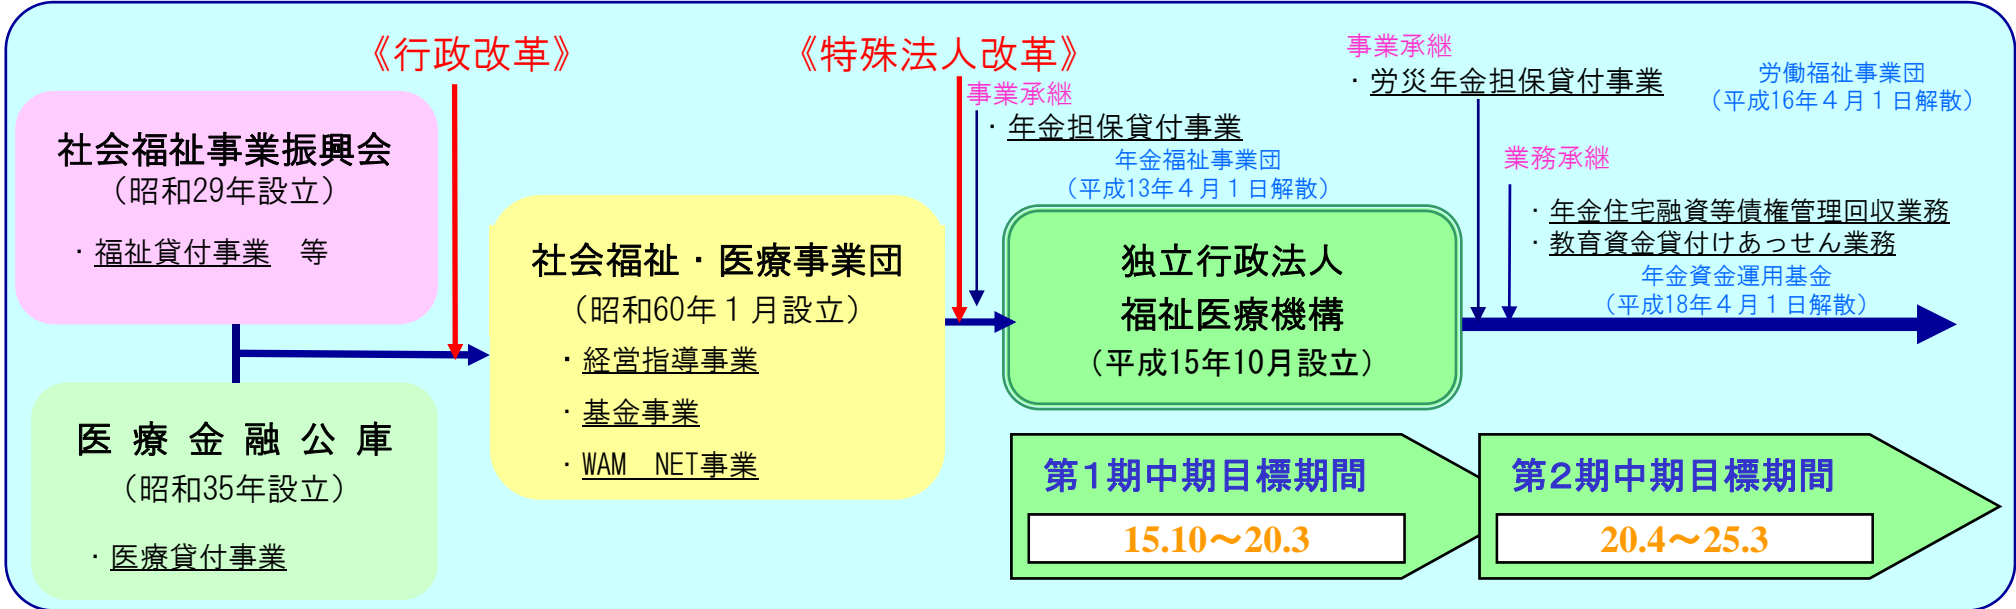 《行政改革》
《特殊法人改革》
事業承継
・労災年金担保貸付事業
労働福祉事業団
（平成16年４月１日解散）
事業承継
・年金担保貸付事業
年金福祉事業団
（平成13年４月１日解散）
業務承継
・年金住宅融資等債権管理回収業務
・教育資金貸付けあっせん業務
年金資金運用基金
（平成18年４月１日解散）
社会福祉事業振興会
（昭和29年設立）
・福祉貸付事業　等
医 療 金 融 公 庫
（昭和35年設立）
・医療貸付事業
社会福祉・医療事業団
（昭和60年１月設立）
・経営指導事業
・基金事業
・WAM　NET事業
独立行政法人
福祉医療機構
（平成15年10月設立）
第１期中期目標期間
15.10～20.3
第２期中期目標期間
20.4～25.3